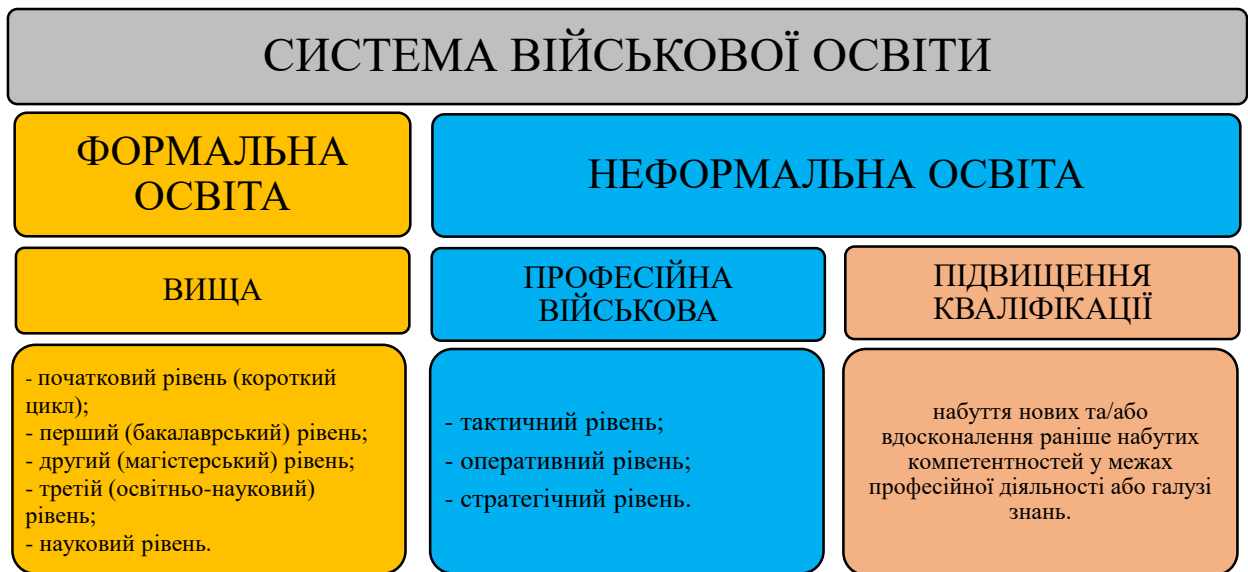 СИСТЕМА ВІЙСЬКОВОЇ ОСВІТИ
ФОРМАЛЬНА
ОСВІТА
НЕФОРМАЛЬНА ОСВІТА
ВИЩА
ПРОФЕСІЙНА
ВІЙСЬКОВА
ПІДВИЩЕННЯ
КВАЛІФІКАЦІЇ
- початковий рівень (короткий
цикл);
- перший (бакалаврський) рівень;
- другий (магістерський) рівень;
- третій (освітньо-науковий)
рівень;
- науковий рівень.
- тактичний рівень;
- оперативний рівень;
- стратегічний рівень.
набуття нових та/або
вдосконалення раніше набутих
компетентностей у межах
професійної діяльності або галузі
знань.